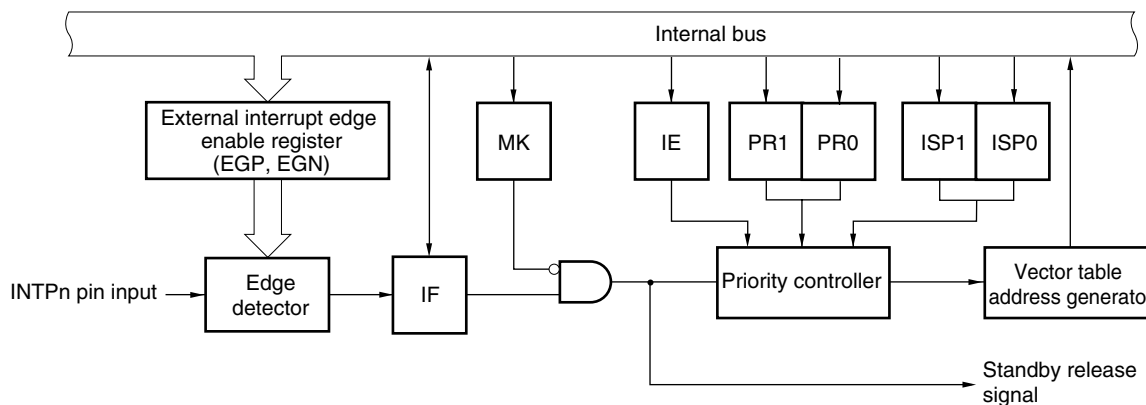 Internal bus
External interrupt edge
enable register
(EGP, EGN)
MK
IE
PR1
PR0
ISP1
ISP0
INTPn pin input
Edge
detector
IF
Priority controller
Vector table
address generato
Standby release
signal